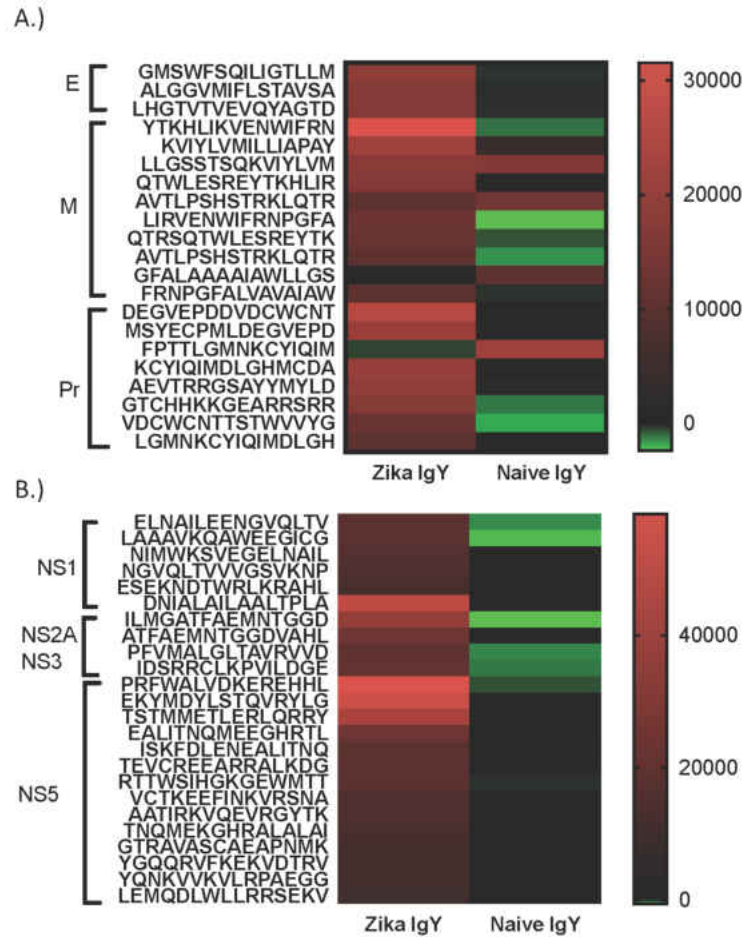 A.)
E
GMSWFSQILIGTLLM
ALGGVMIFLSTAVSA
LHGTVTVEVQYAGTD
M
YTKHLIKVENWIFRN
KVIYLVMILLIAPAY
LLGSSTSQKVIYLVM
QTWLESREYTKHLIR
AVTLPSHSTRKLQTR
LIRVENWIFRNPGFA
QTRSQTWLESREYTK
AVTLPSHSTRKLQTR
GFALAAAAIAWLLGS
FRNPGFALVAVAIAW
Pr
DEGVEPDDVDCWCNT
MSYECPMLDEGVEPD
FPTTLGMNKCYIQIM
KCYIQIMDLGHMCDA
AEVTRRGSAYYMYLD
GTCHHKKGEARRSRR
VDCWCNTTSTWVVYG
LGMNKCYIQIMDLGH
Zika IgY Naive IgY
30000
20000
10000
0
B.)
NS1
ELNAILEENGVQLTV
LAAAVKQAWEEGICG
NIMWKSVEGELNAIL
NGVQLTVVVGSVKNP
ESEKNDTWRLKRAHL
DNIALAILAALTPLA
NS2A
NS3
ILMGATFAEMNTGGD
ATFAEMNTGGDVAHL
PFVMALGLTAVRVVD
IDSRRCLKPVILDGE
NS5
PRFWALVDKEREHHL
EKYMDYLSTQVRYLG
TSTMMETLERLQRRY
EALITNQMEEGHRTL
ISKFDLENEALITNQ
TEVCREEARRALKDG
RTTWSIHGKGEWMTT
VCTKEEFINKVRSNA
AATIRKVQEVRGYTK
TNQMEKGHRALALAI
GTRAVASCAEAPNMK
YGQQRVFKEKVDTRV
YQNKVVKVLRPAEGG
LEMQDLWLLRRSEKV
Zika IgY Naive IgY
40000
20000
0